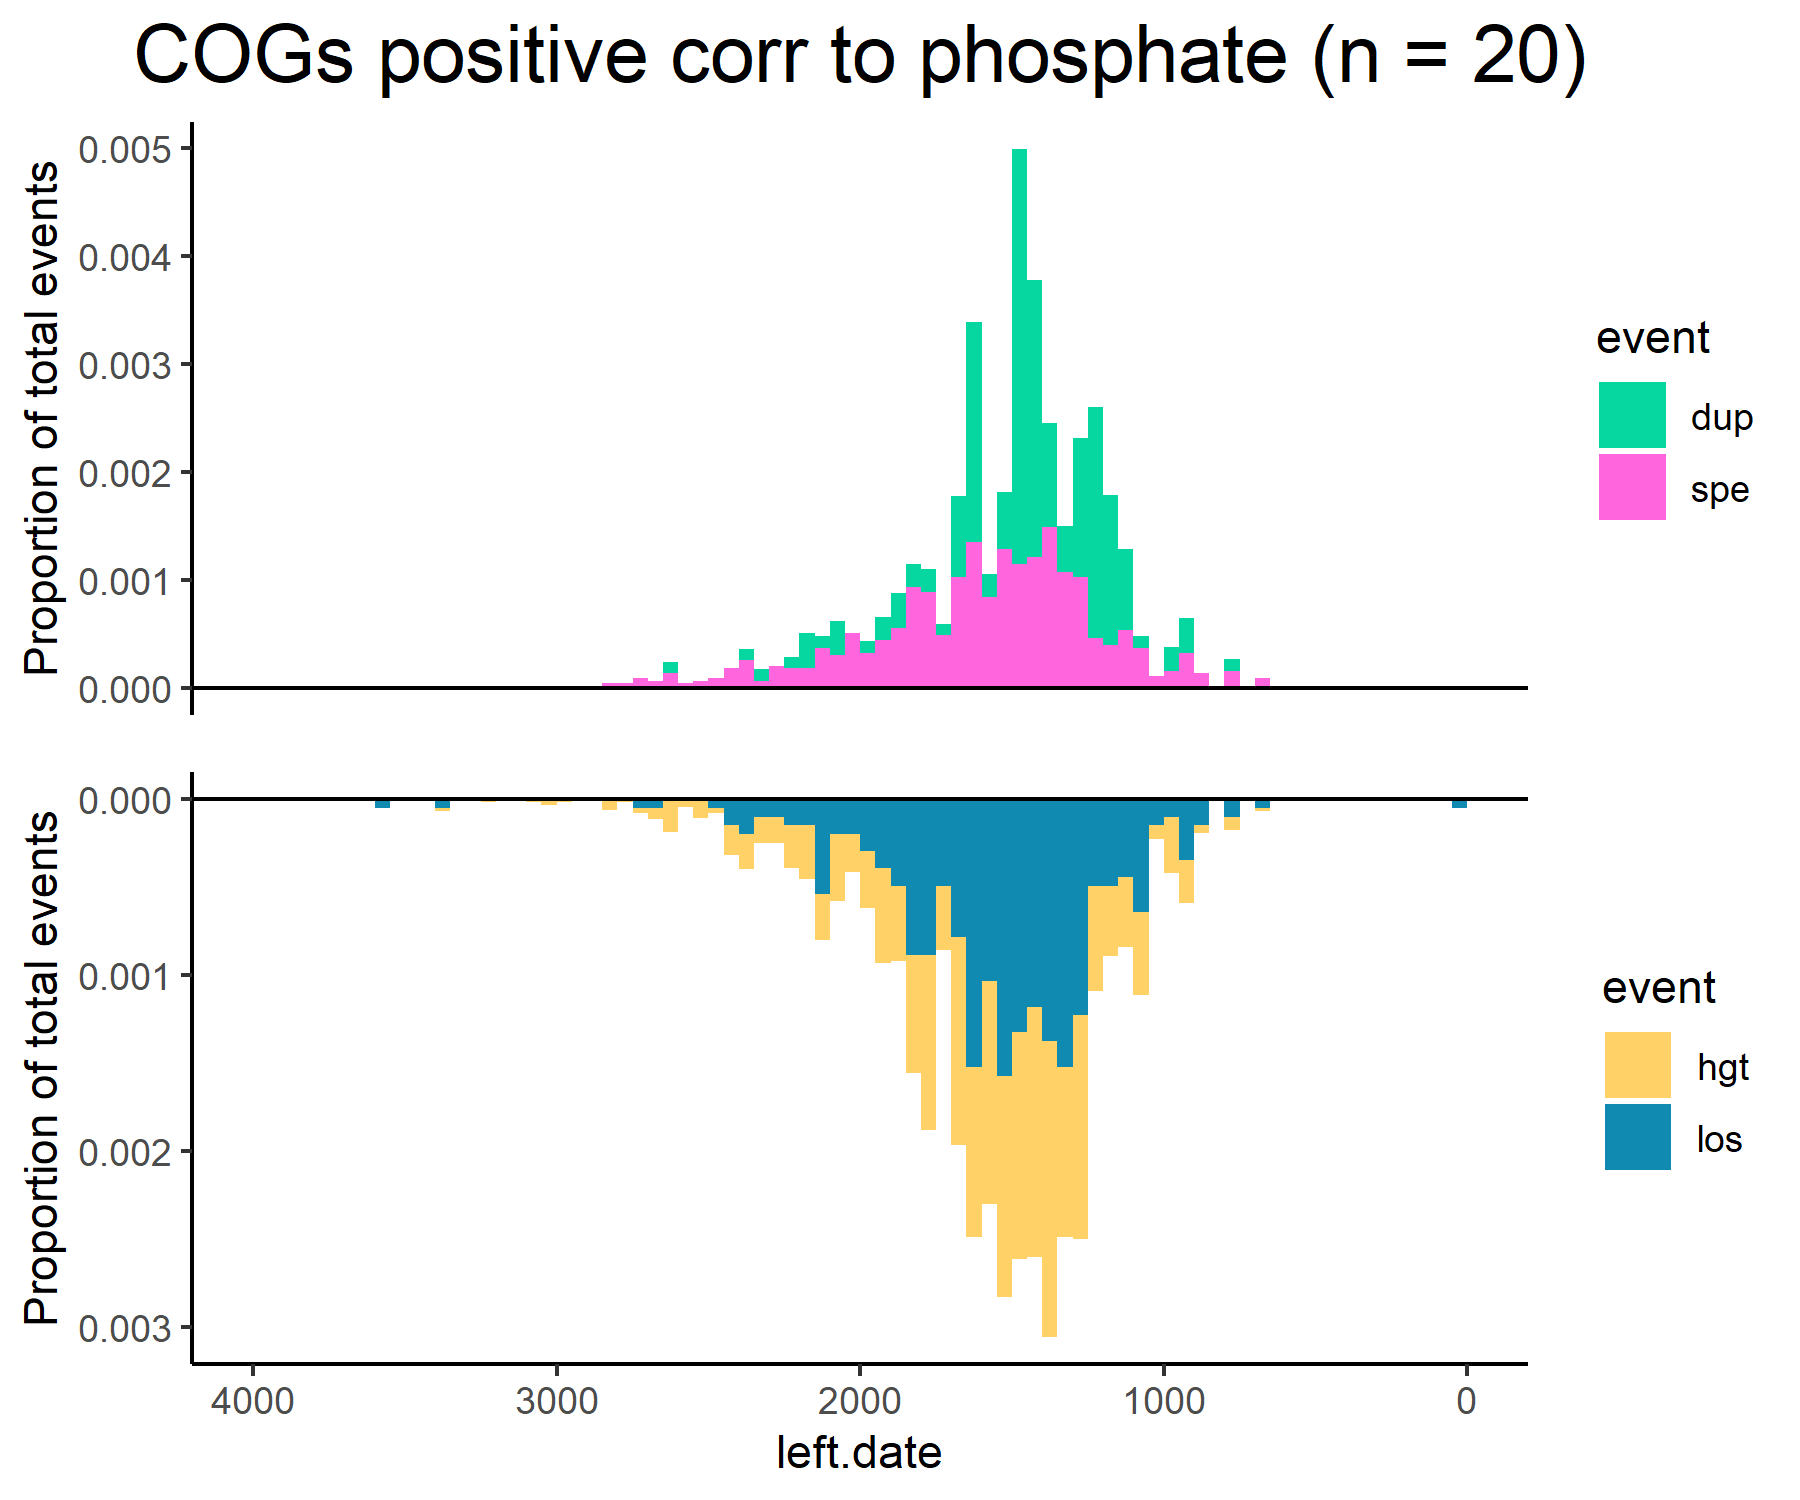 COGs positive corr to phosphate (n = 20)
Proportion of total events
0.005
0.004
0.003
0.002
0.001
0.000
event
dup
spe
Proportion of total events
0.000
0.001
0.002
0.003
event
hgt
los
4000 3000 2000 1000 0
left.date